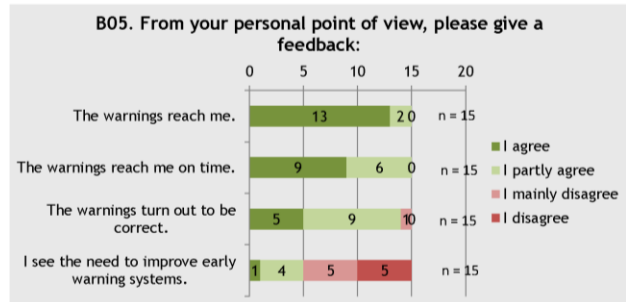 B05. From your personal point of view, please give a
feedback:
0 5 10 15 20
The warnings reach me.
13 2 0 n = 15
The warnings reach me on time.
9 6 0 n = 15
The warnings turn out to be
correct.
5 9 1 0 n = 15
I see the need to improve early
warning systems.
1 4 5 5 n = 15
I agree
I partly agree
I mainly disagree
I disagree